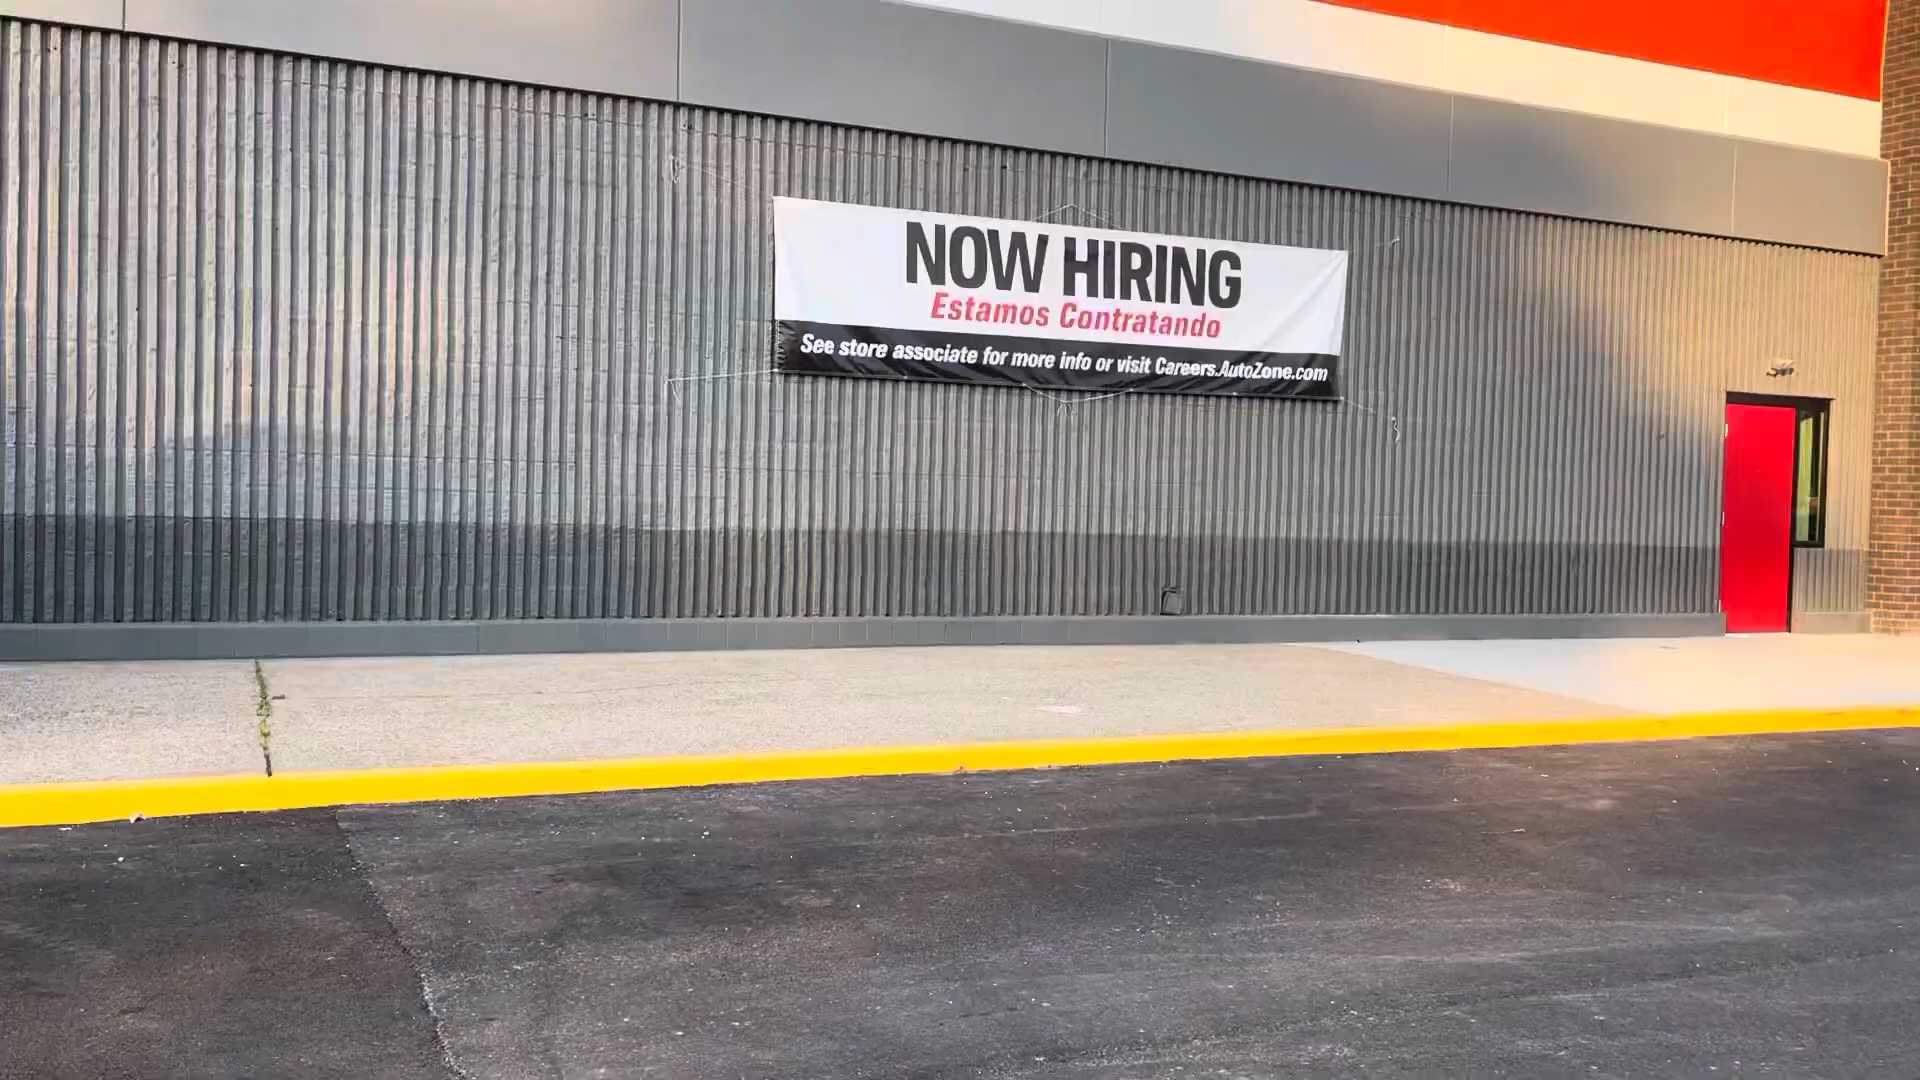 NOW HIRING
Estamos Contratando
See store associate for more info or visit Careers.AutoZone.com